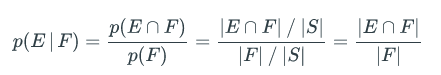 p(E | F) = p(E ∩ F) / p(F) = (|E ∩ F| / |S|) / (|F| / |S|) = |E ∩ F| / |F|